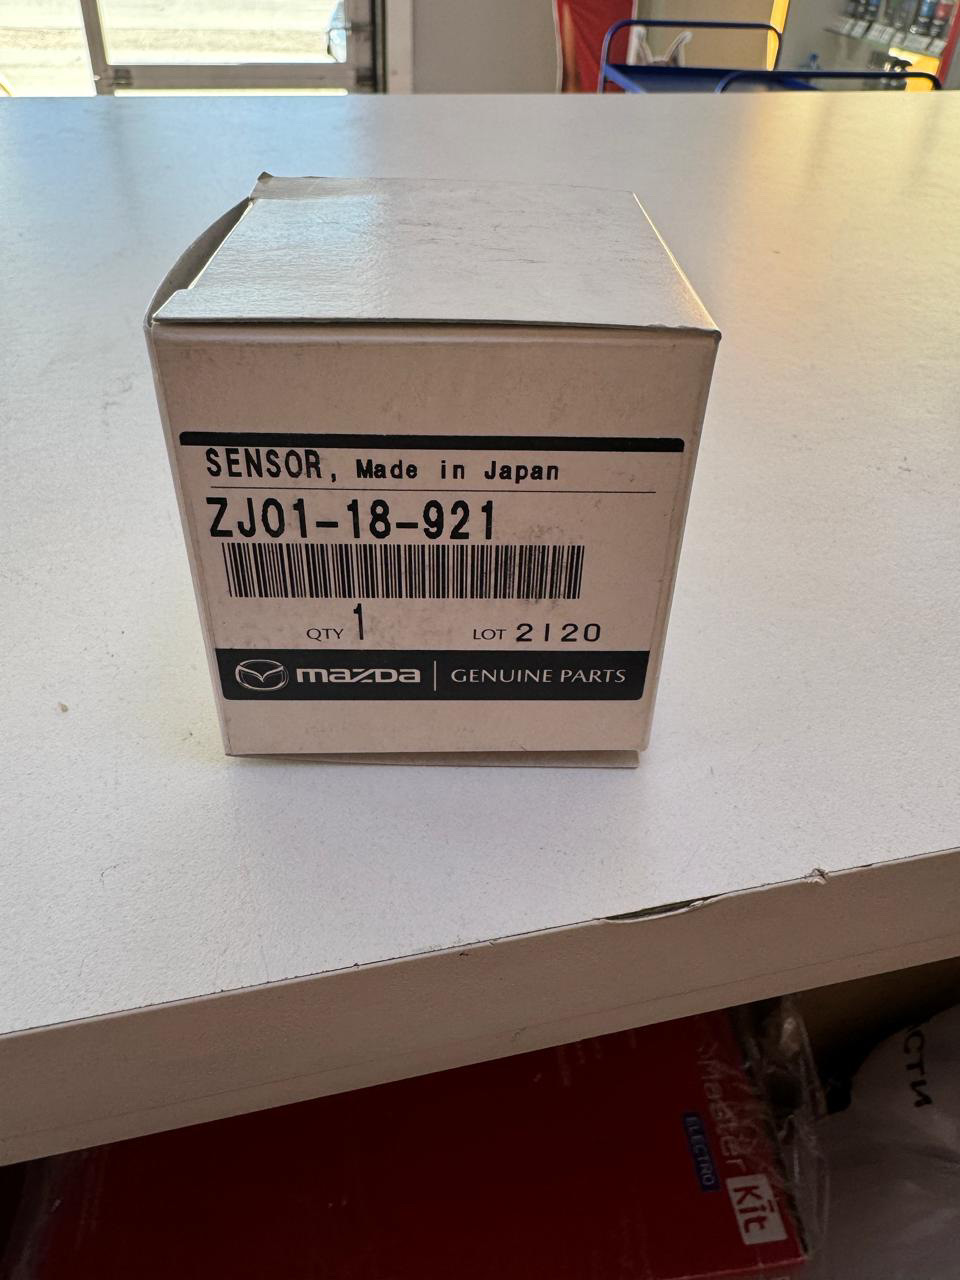 SENSOR, Made in Japan
ZJ01-18-921
QTY 1
LOT 2120
mazda | GENUINE PARTS
Master
ELECTRO
Kit